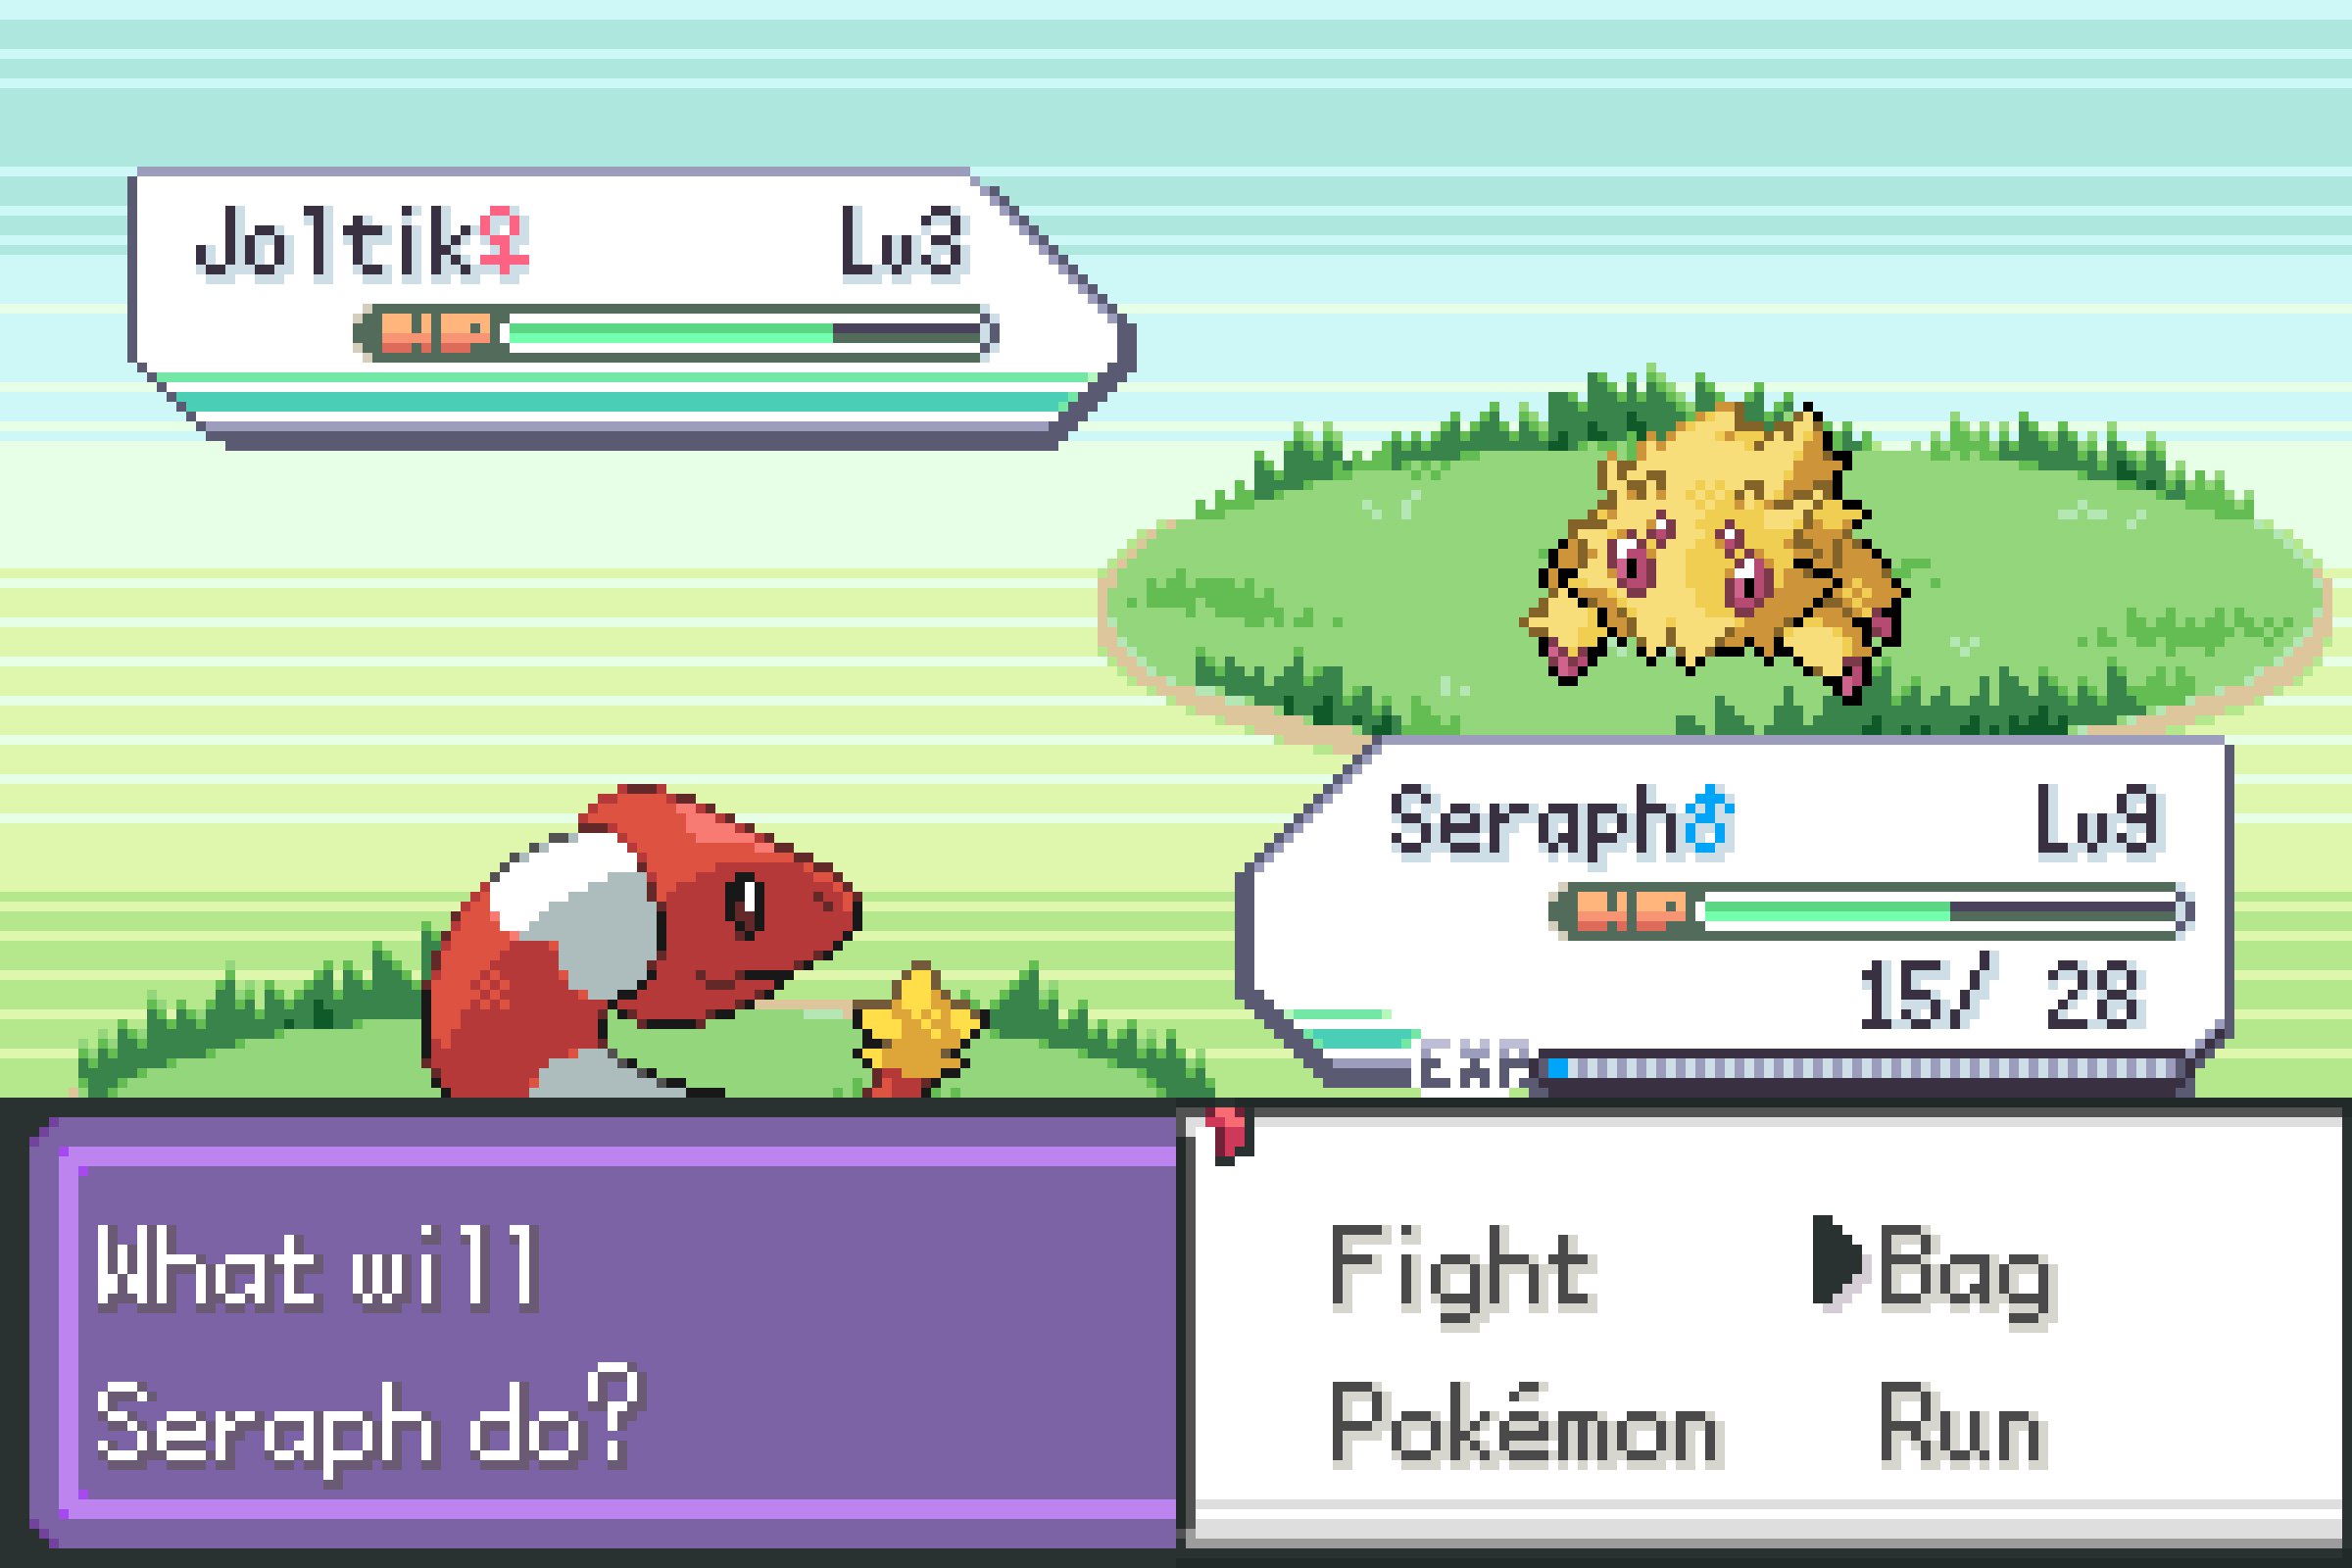 Joltik♀ Lv3
HP
Seraph♂ Lv9
HP
15/ 28
EXP
What will
Seraph do?
Fight Bag
Pokémon Run